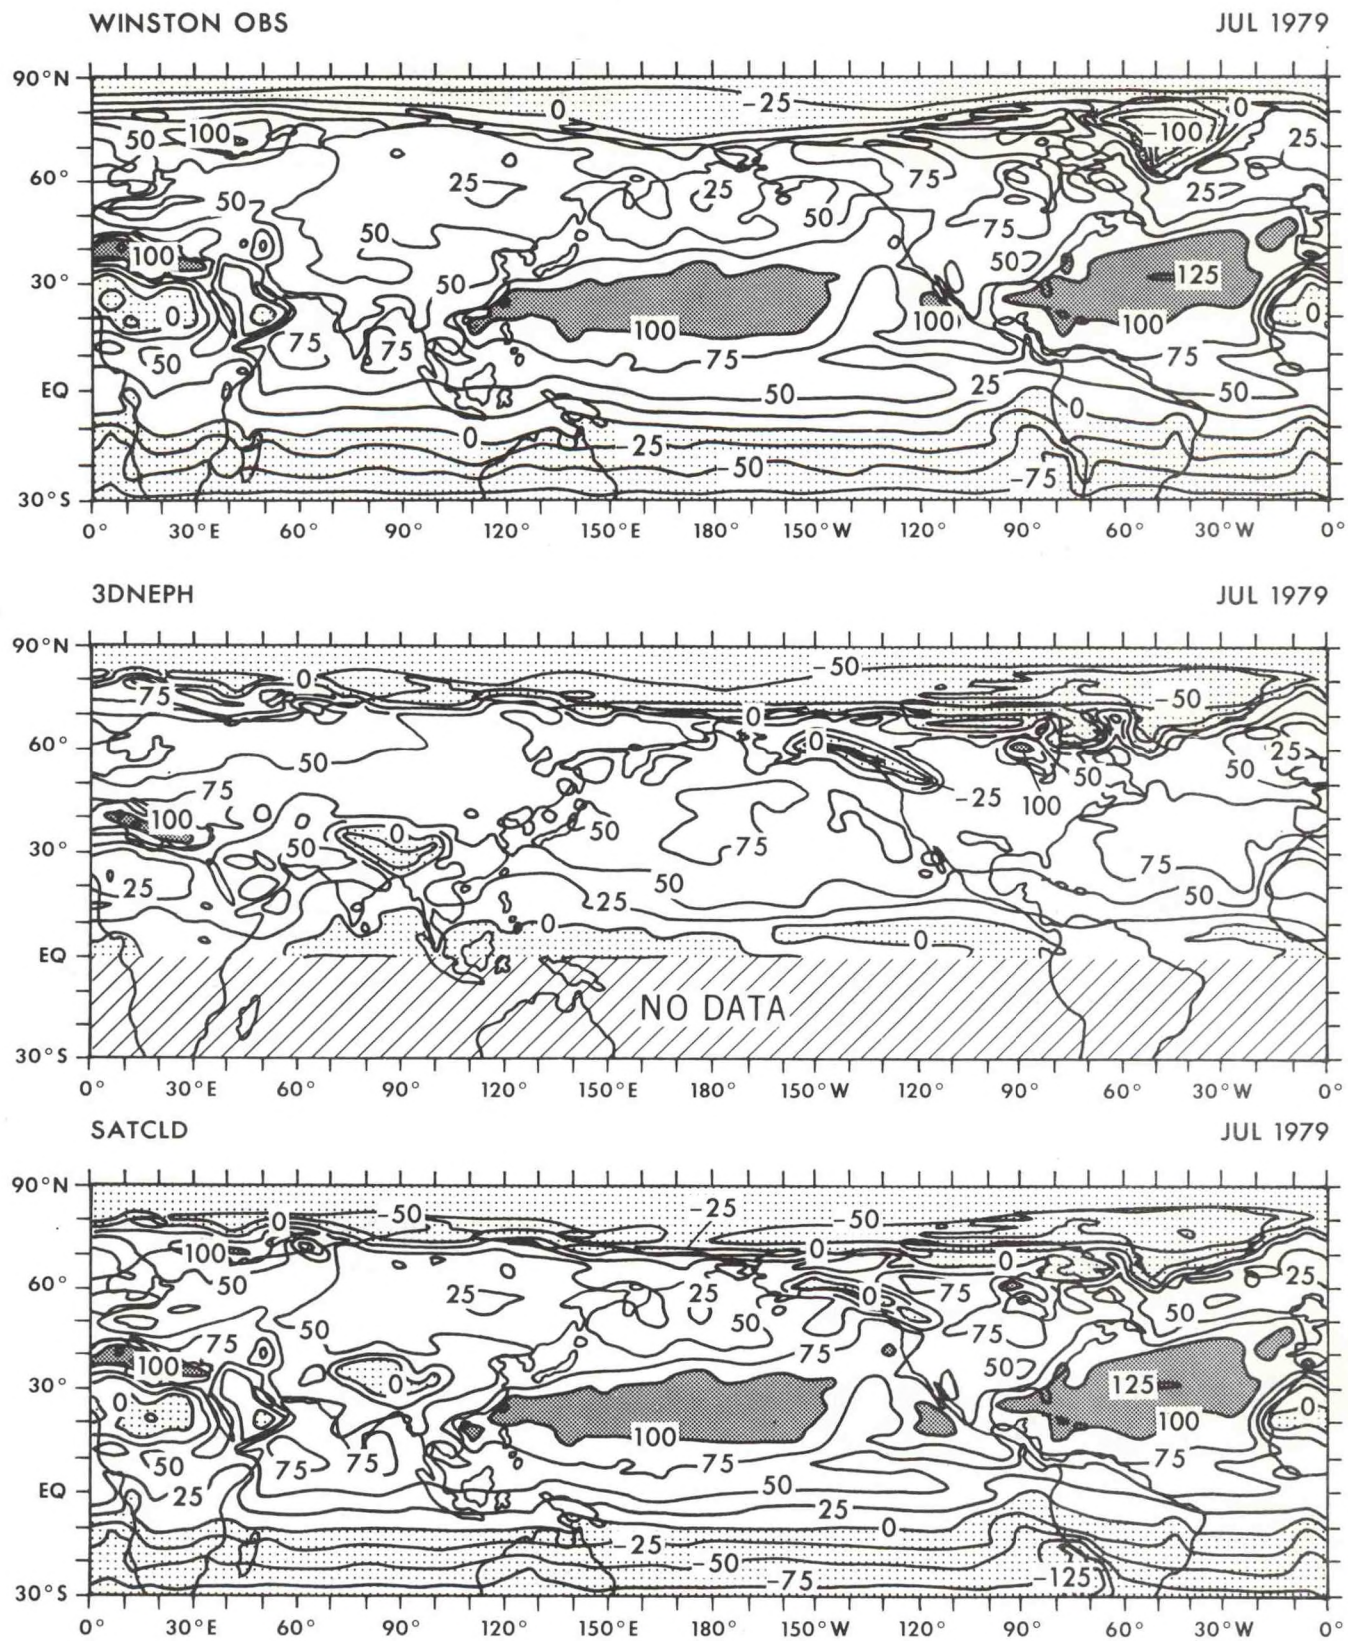 WINSTON OBS JUL 1979
90°N
0 -25 0
50 100 -100 25
60° 25 25 75 25
50 50 50 75
100 50 50 125
30° 0 100 100 100 0
75 75 75 75
50
EQ 50 25 50
0 0
25
-50 -75
30°S
0° 30°E 60° 90° 120° 150°E 180° 150°W 120° 90° 60° 30°W 0°
3DNEPH JUL 1979
90°N
0 -50 -50
75 0
60° 0 25
50 50 50
75 -25 100
100 0 50
30° 50 75 75
25 50 50
25
0 0
EQ
NO DATA
30°S
0° 30°E 60° 90° 120° 150°E 180° 150°W 120° 90° 60° 30°W 0°
SATCLD JUL 1979
90°N
0 -50 -25 -50
100 0 0
60° 50 25 25 0 75 25
50
75 50 50 75
100 75 50
30° 0 0 125 0
100 100
50 75 75 75 75
EQ 25 50
25
0
-25
-50
-75 -125
30°S
0° 30°E 60° 90° 120° 150°E 180° 150°W 120° 90° 60° 30°W 0°